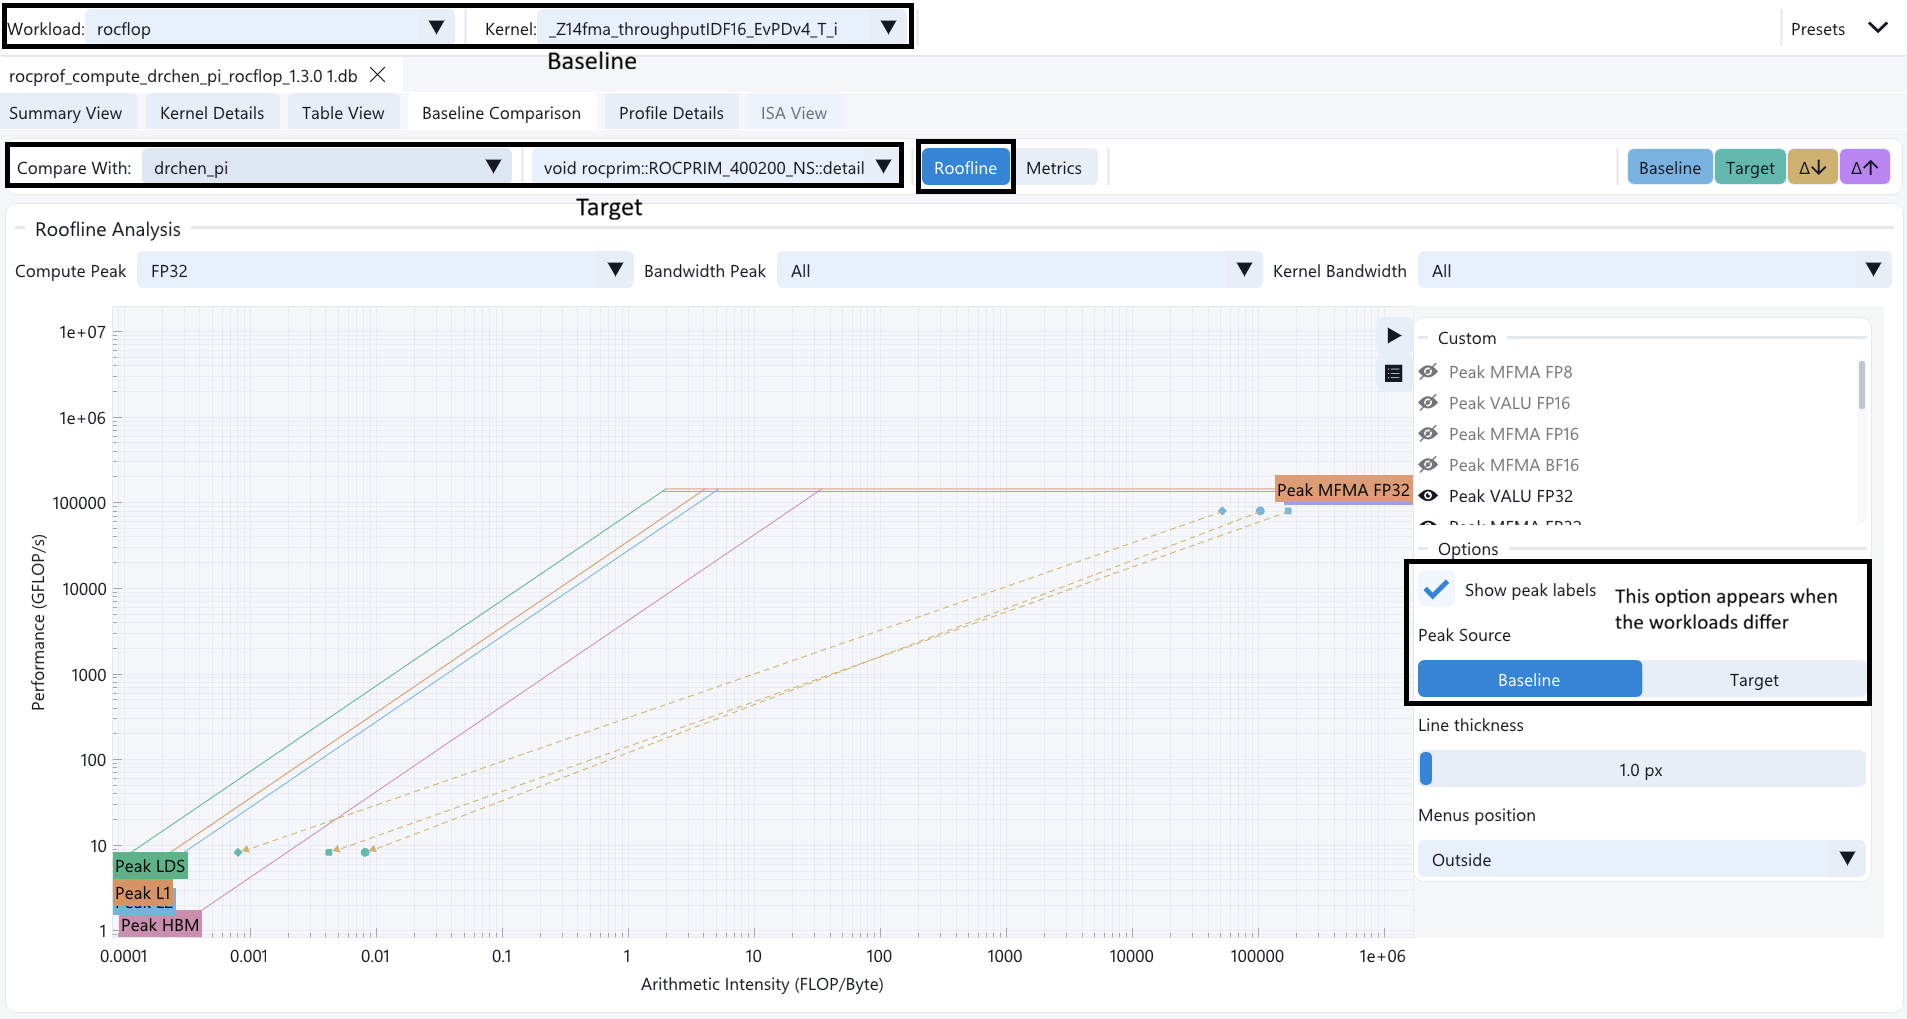 Workload: rocflop Kernel: _Z14fma_throughputIDF16_EvPDv4_T_i Presets
Baseline
rocprof_compute_drchen_pi_rocflop_1.3.0 1.db
Summary View Kernel Details Table View Baseline Comparison Profile Details ISA View
Compare With: drchen_pi void rocprim::ROCPRIM_400200_NS::detail Roofline Metrics Baseline Target Δ↓ Δ↑
Target
Roofline Analysis
Compute Peak FP32 Bandwidth Peak All Kernel Bandwidth All
1e+07
1e+06
100000
10000
1000
100
10
1
Performance (GFLOP/s)
Peak MFMA FP32
Peak LDS
Peak L1
Peak L2
Peak HBM
0.0001 0.001 0.01 0.1 1 10 100 1000 10000 100000 1e+06
Arithmetic Intensity (FLOP/Byte)
Custom
Peak MFMA FP8
Peak VALU FP16
Peak MFMA FP16
Peak MFMA BF16
Peak VALU FP32
Peak MFMA FP32
Options
Show peak labels
This option appears when
the workloads differ
Peak Source
Baseline Target
Line thickness
1.0 px
Menus position
Outside